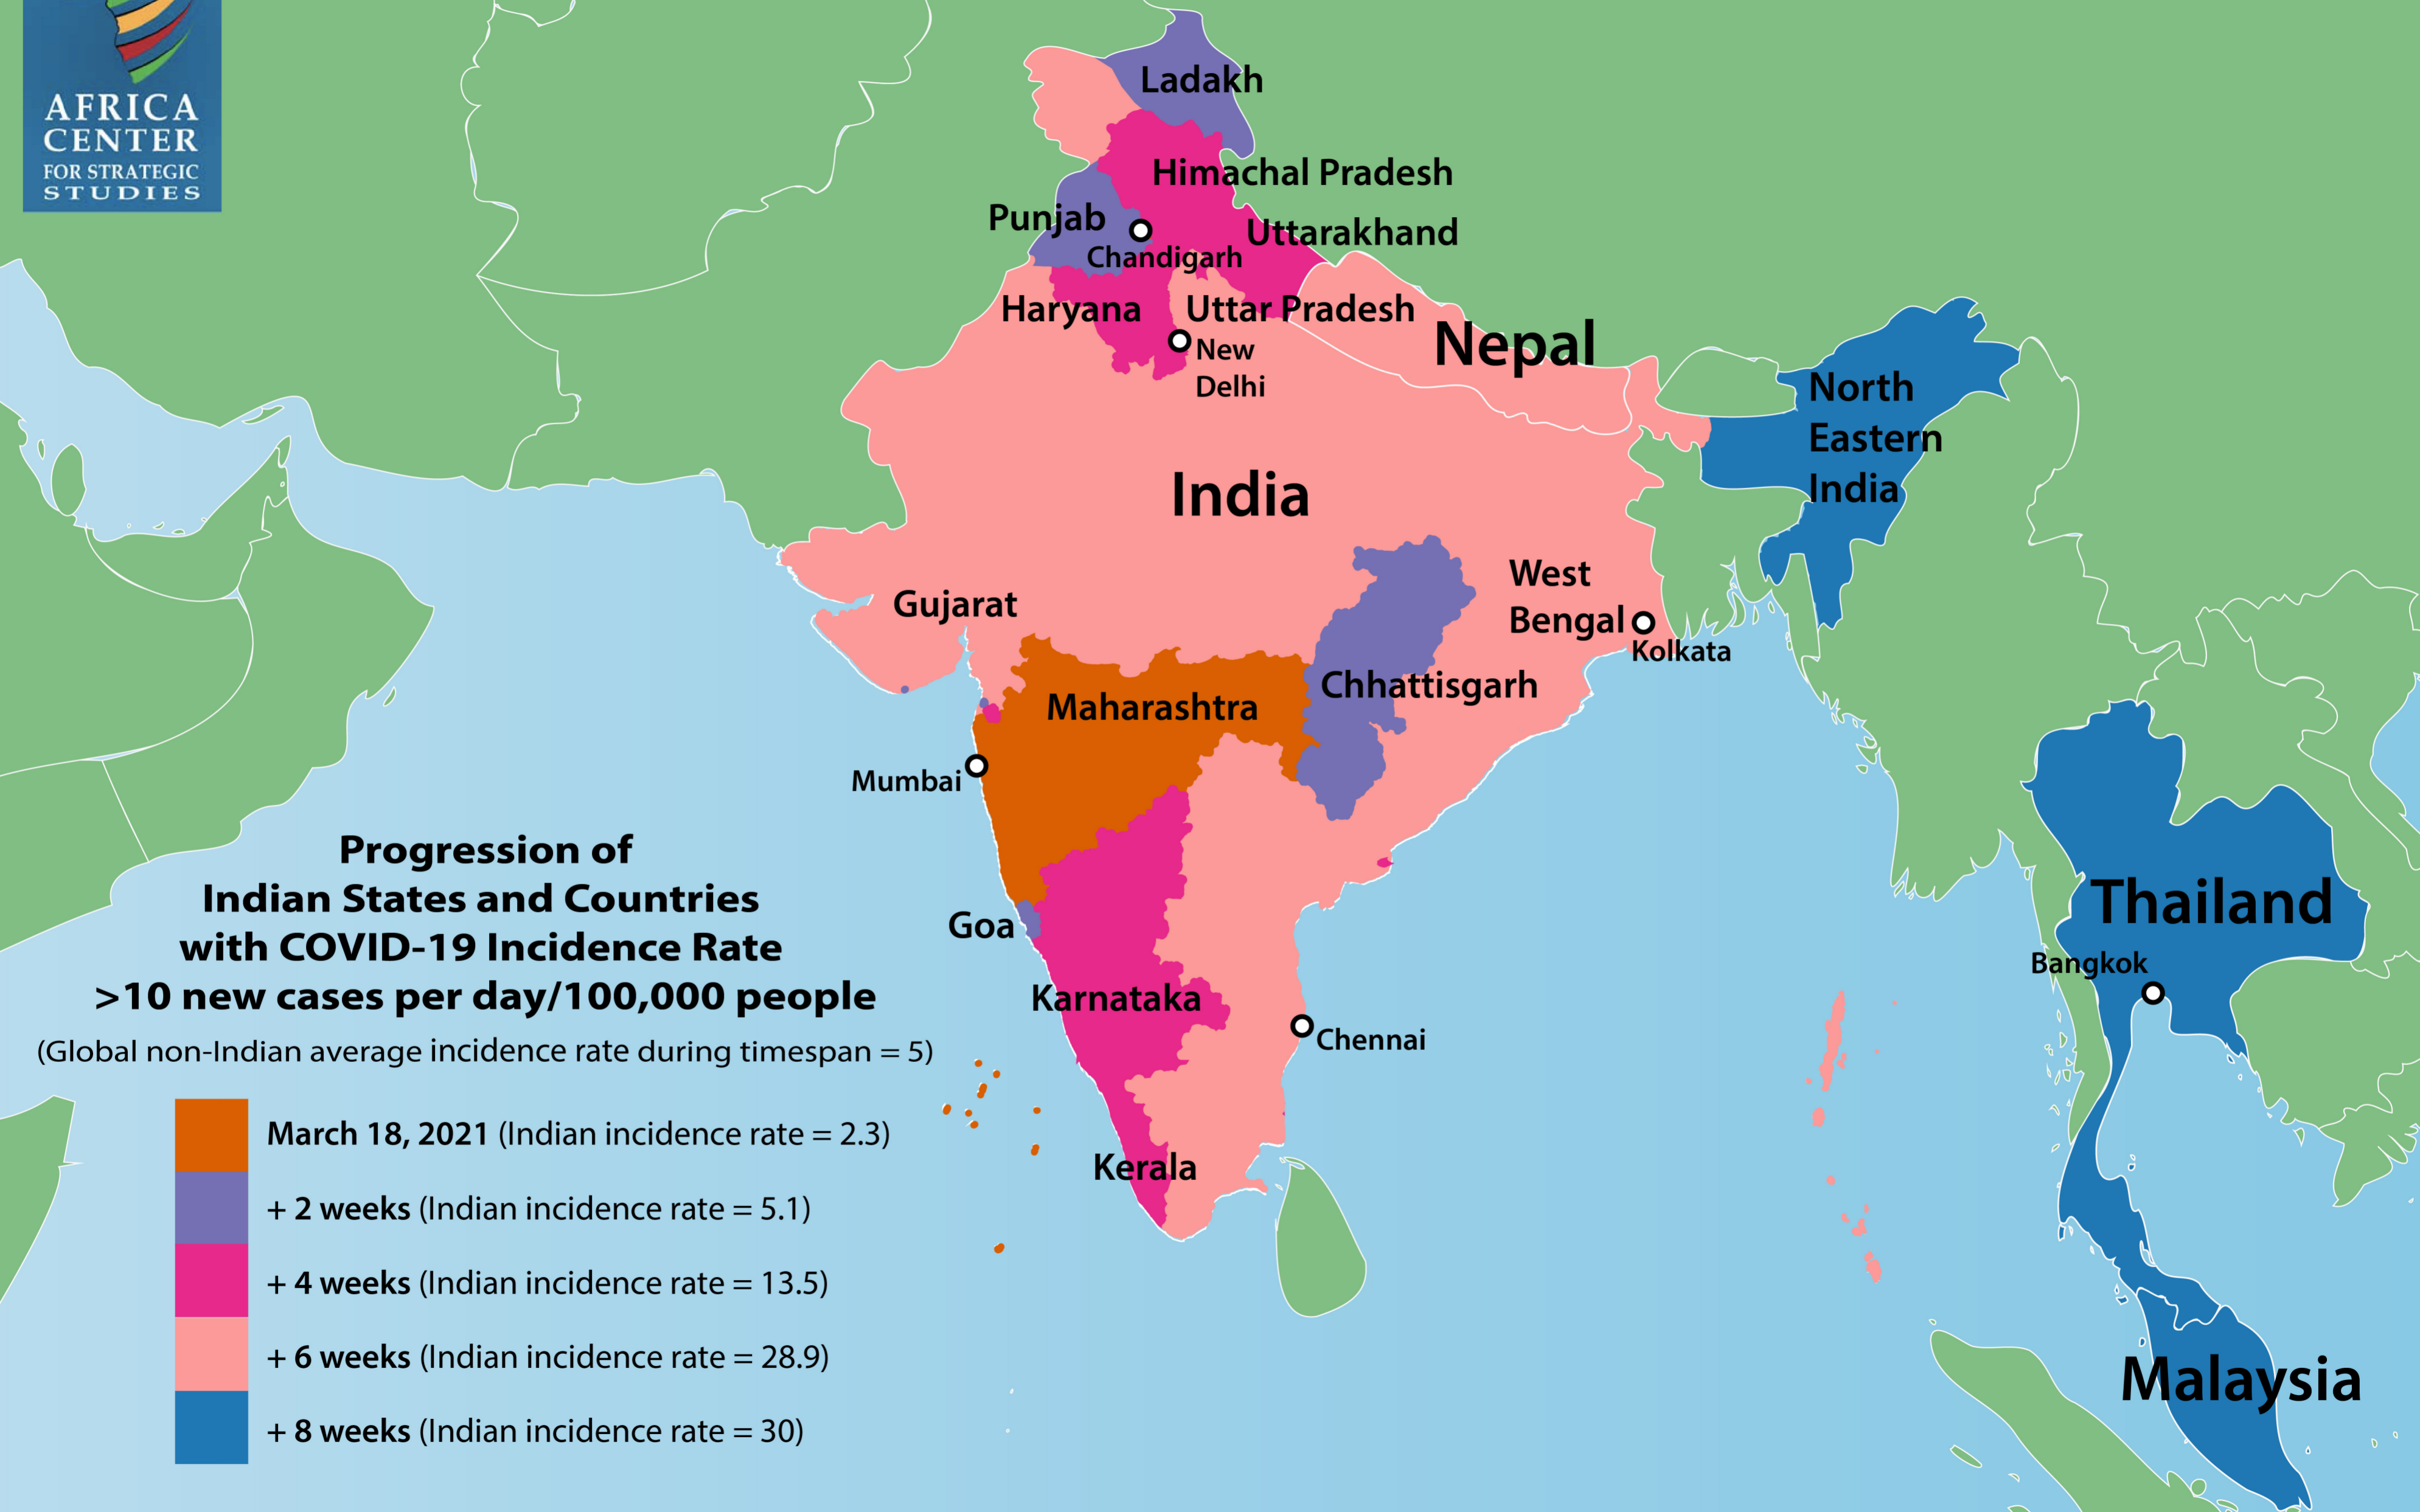 AFRICA
CENTER
FOR STRATEGIC
STUDIES
Ladakh
Himachal Pradesh
Punjab
Uttarakhand
Chandigarh
Haryana
Uttar Pradesh
New
Delhi
Nepal
North
Eastern
India
India
Gujarat
West
Bengal
Kolkata
Chhattisgarh
Maharashtra
Mumbai
Goa
Karnataka
Chennai
Kerala
Thailand
Bangkok
Malaysia
Progression of
Indian States and Countries
with COVID-19 Incidence Rate
>10 new cases per day/100,000 people
(Global non-Indian average incidence rate during timespan = 5)
March 18, 2021 (Indian incidence rate = 2.3)
+ 2 weeks (Indian incidence rate = 5.1)
+ 4 weeks (Indian incidence rate = 13.5)
+ 6 weeks (Indian incidence rate = 28.9)
+ 8 weeks (Indian incidence rate = 30)